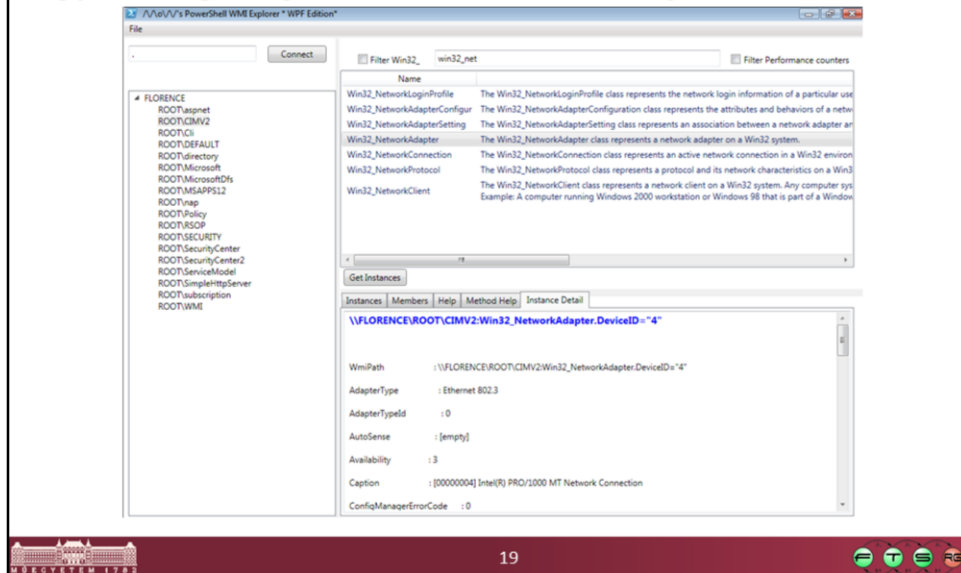 /\/\o\/\/'s PowerShell WMI Explorer * WPF Edition*
File
.
Connect
Filter Win32_
win32_net
Filter Performance counters
FLORENCE
ROOT\aspnet
ROOT\CIMV2
ROOT\Cli
ROOT\DEFAULT
ROOT\directory
ROOT\Microsoft
ROOT\MicrosoftDfs
ROOT\MSAPPS12
ROOT\nap
ROOT\Policy
ROOT\RSOP
ROOT\SECURITY
ROOT\SecurityCenter
ROOT\SecurityCenter2
ROOT\ServiceModel
ROOT\SimpleHttpServer
ROOT\subscription
ROOT\WMI
Name
Win32_NetworkLoginProfile The Win32_NetworkLoginProfile class represents the network login information of a particular use
Win32_NetworkAdapterConfigur The Win32_NetworkAdapterConfiguration class represents the attributes and behaviors of a netw
Win32_NetworkAdapterSetting The Win32_NetworkAdapterSetting class represents an association between a network adapter an
Win32_NetworkAdapter The Win32_NetworkAdapter class represents a network adapter on a Win32 system.
Win32_NetworkConnection The Win32_NetworkConnection class represents an active network connection in a Win32 environ
Win32_NetworkProtocol The Win32_NetworkProtocol class represents a protocol and its network characteristics on a Win3
Win32_NetworkClient The Win32_NetworkClient class represents a network client on a Win32 system. Any computer sys
Example: A computer running Windows 2000 workstation or Windows 98 that is part of a Window
Get Instances
Instances Members Help Method Help Instance Detail
\\FLORENCE\ROOT\CIMV2:Win32_NetworkAdapter.DeviceID="4"
WmiPath : \\FLORENCE\ROOT\CIMV2:Win32_NetworkAdapter.DeviceID="4"
AdapterType : Ethernet 802.3
AdapterTypeId : 0
AutoSense : [empty]
Availability : 3
Caption : [00000004] Intel(R) PRO/1000 MT Network Connection
ConfigManagerErrorCode : 0
MŰEGYETEM 1782
19
F T S RG